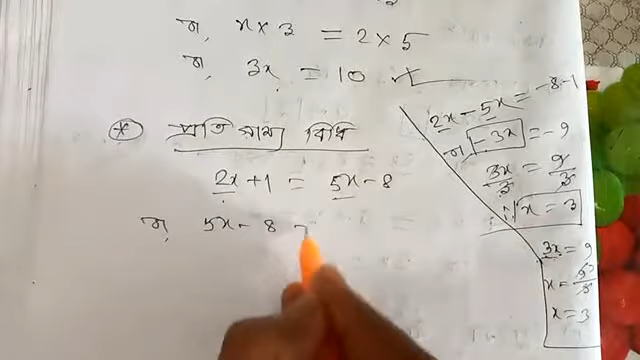 বা, x × 3 = 2 × 5
বা, 3x = 10
* প্রতি সাম্য বিধি
2x + 1 = 5x - 8
বা, 5x - 8
2x - 5x = -8-1
বা - 3x = -9
3x/3 = 9/3
x = 3
3x = 9
x = 9/3
x = 3